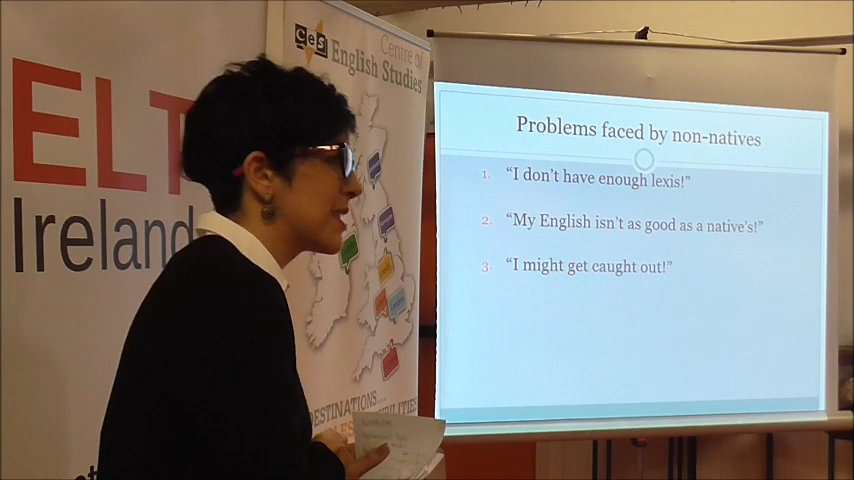 ELT
Ireland
CES
Centre of
English Studies
Problems faced by non-natives
1. “I don't have enough lexis!”
2. “My English isn't as good as a native's!”
3. “I might get caught out!”